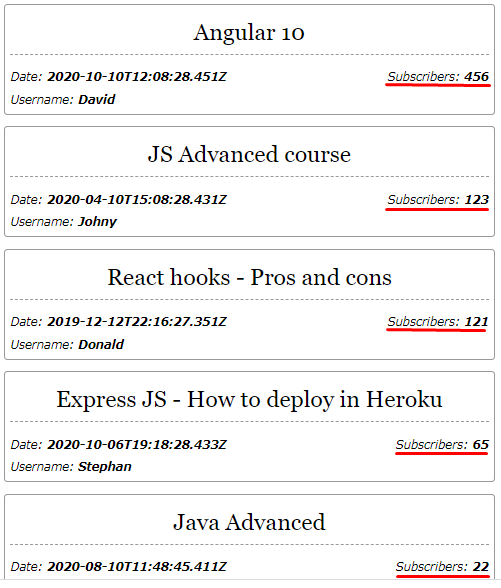 Angular 10
Date: 2020-10-10T12:08:28.451Z Subscribers: 456
Username: David
JS Advanced course
Date: 2020-04-10T15:08:28.431Z Subscribers: 123
Username: Johny
React hooks - Pros and cons
Date: 2019-12-12T22:16:27.351Z Subscribers: 121
Username: Donald
Express JS - How to deploy in Heroku
Date: 2020-10-06T19:18:28.433Z Subscribers: 65
Username: Stephan
Java Advanced
Date: 2020-08-10T11:48:45.411Z Subscribers: 22